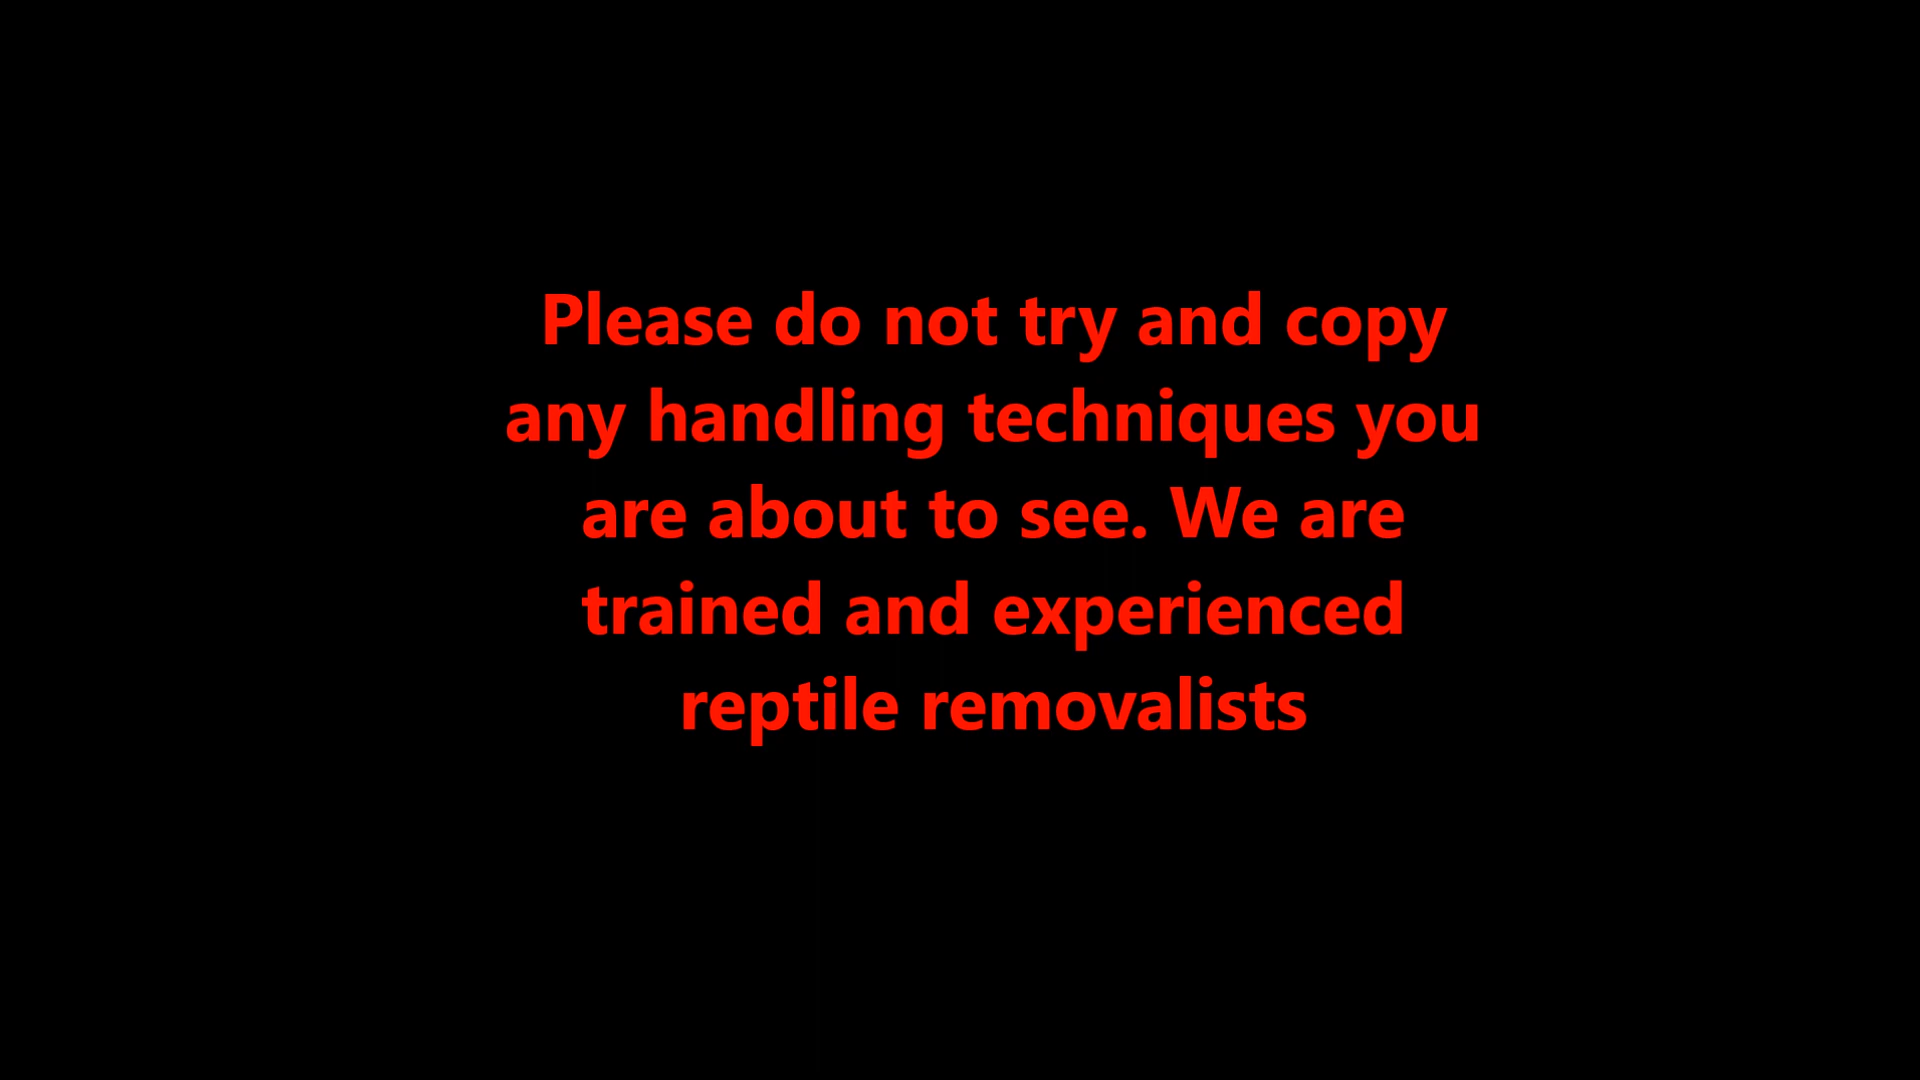 Please do not try and copy
any handling techniques you
are about to see. We are
trained and experienced
reptile removalists